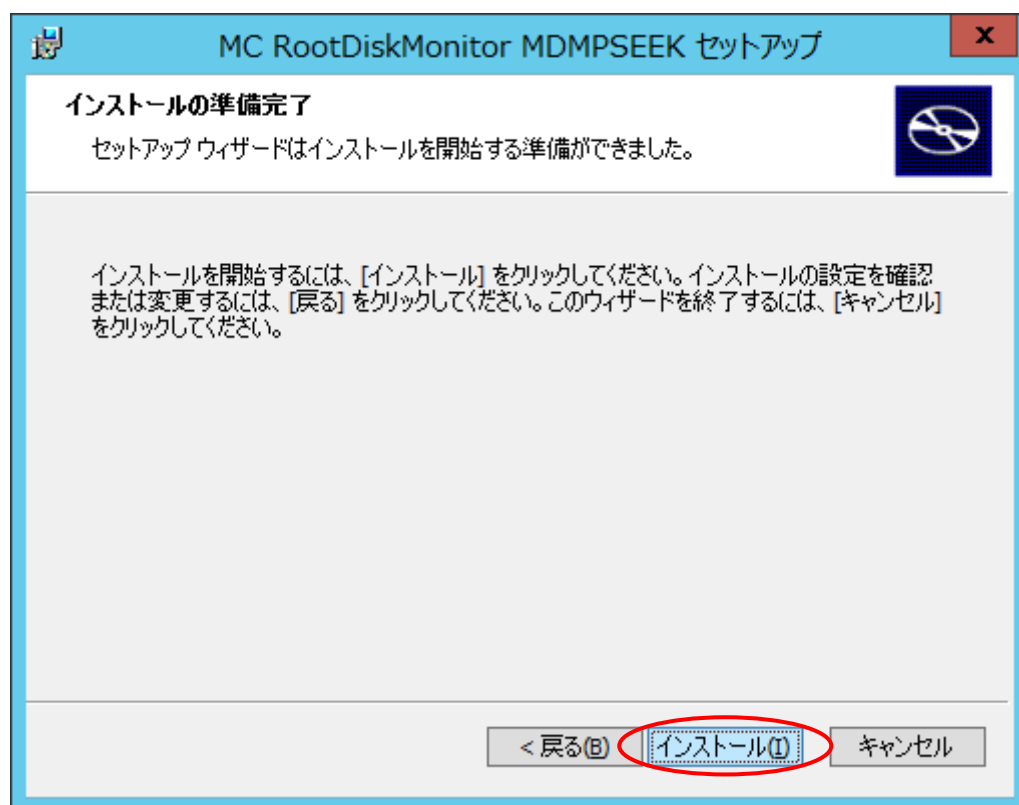 MC RootDiskMonitor MDMPSEEK セットアップ
x
インストールの準備完了
セットアップ ウィザードはインストールを開始する準備ができました。
インストールを開始するには、[インストール] をクリックしてください。インストールの設定を確認
または変更するには、[戻る] をクリックしてください。このウィザードを終了するには、[キャンセル]
をクリックしてください。
< 戻る(B) インストール(I) キャンセル